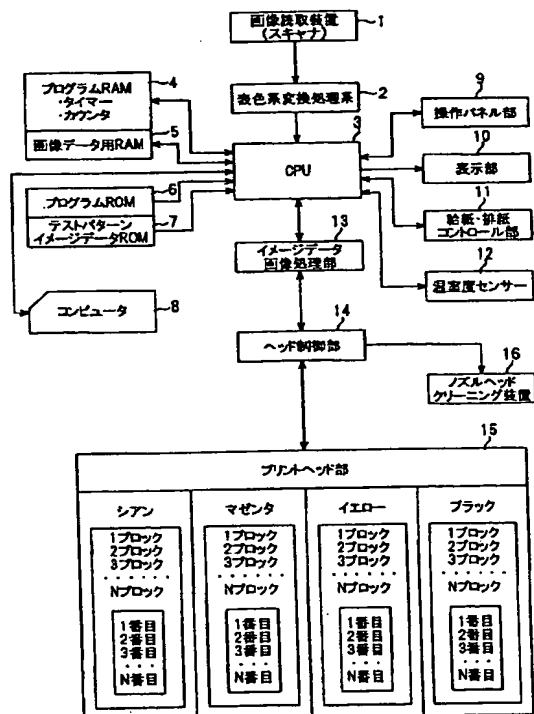 画像読取装置
(スキャナ)
1
表色系変換処理系
2
プログラムRAM
・タイマー
・カウンタ
4
画像データ用RAM
5
CPU
3
プログラムROM
6
テストパターン
イメージデータROM
7
コンピュータ
8
操作パネル部
9
表示部
10
給紙・排紙
コントロール部
11
温室度センサー
12
イメージデータ
画像処理部
13
ヘッド制御部
14
ノズルヘッド
クリーニング装置
16
プリントヘッド部
15
シアン
1ブロック
2ブロック
3ブロック
・・・・・
Nブロック
1番目
2番目
3番目
・・
N番目
マゼンタ
1ブロック
2ブロック
3ブロック
・・・・・
Nブロック
1番目
2番目
3番目
・・
N番目
イエロー
1ブロック
2ブロック
3ブロック
・・・・・
Nブロック
1番目
2番目
3番目
・・
N番目
ブラック
1ブロック
2ブロック
3ブロック
・・・・・
Nブロック
1番目
2番目
3番目
・・
N番目